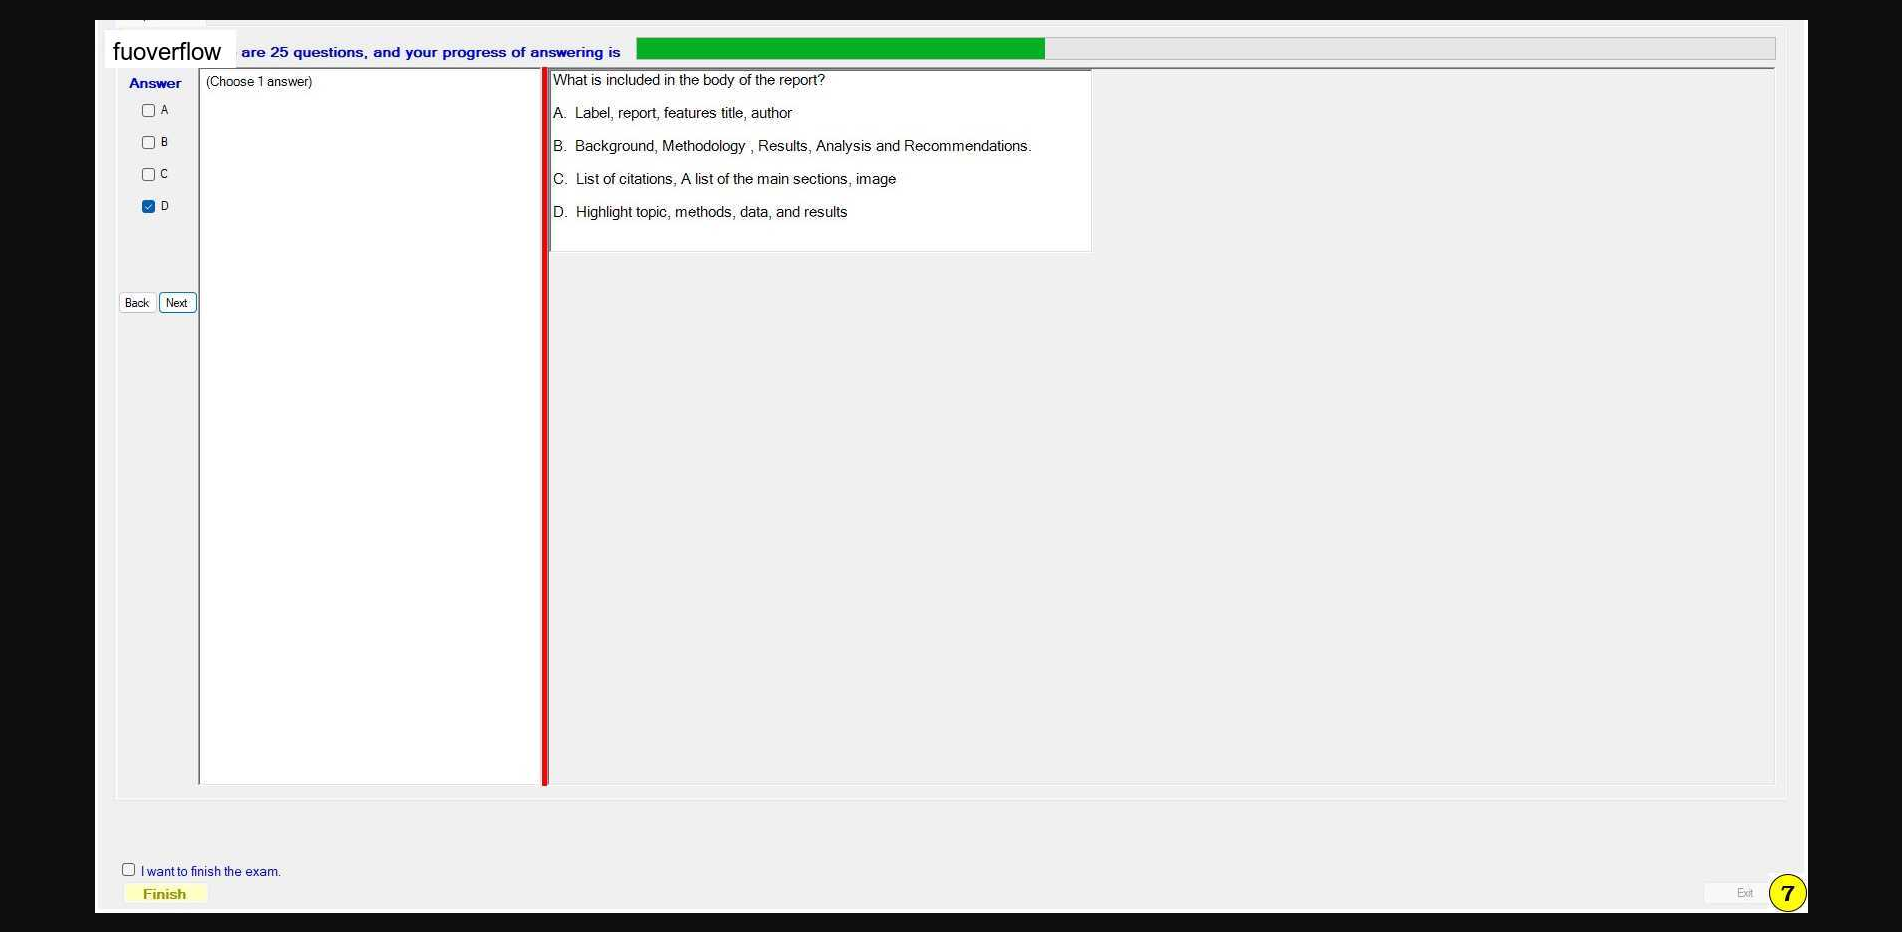 fuoverflow are 25 questions, and your progress of answering is
Answer
(Choose 1 answer)
A
B
C
D
Back Next
What is included in the body of the report?
A. Label, report, features title, author
B. Background, Methodology , Results, Analysis and Recommendations.
C. List of citations, A list of the main sections, image
D. Highlight topic, methods, data, and results
I want to finish the exam.
Finish
Exit
7